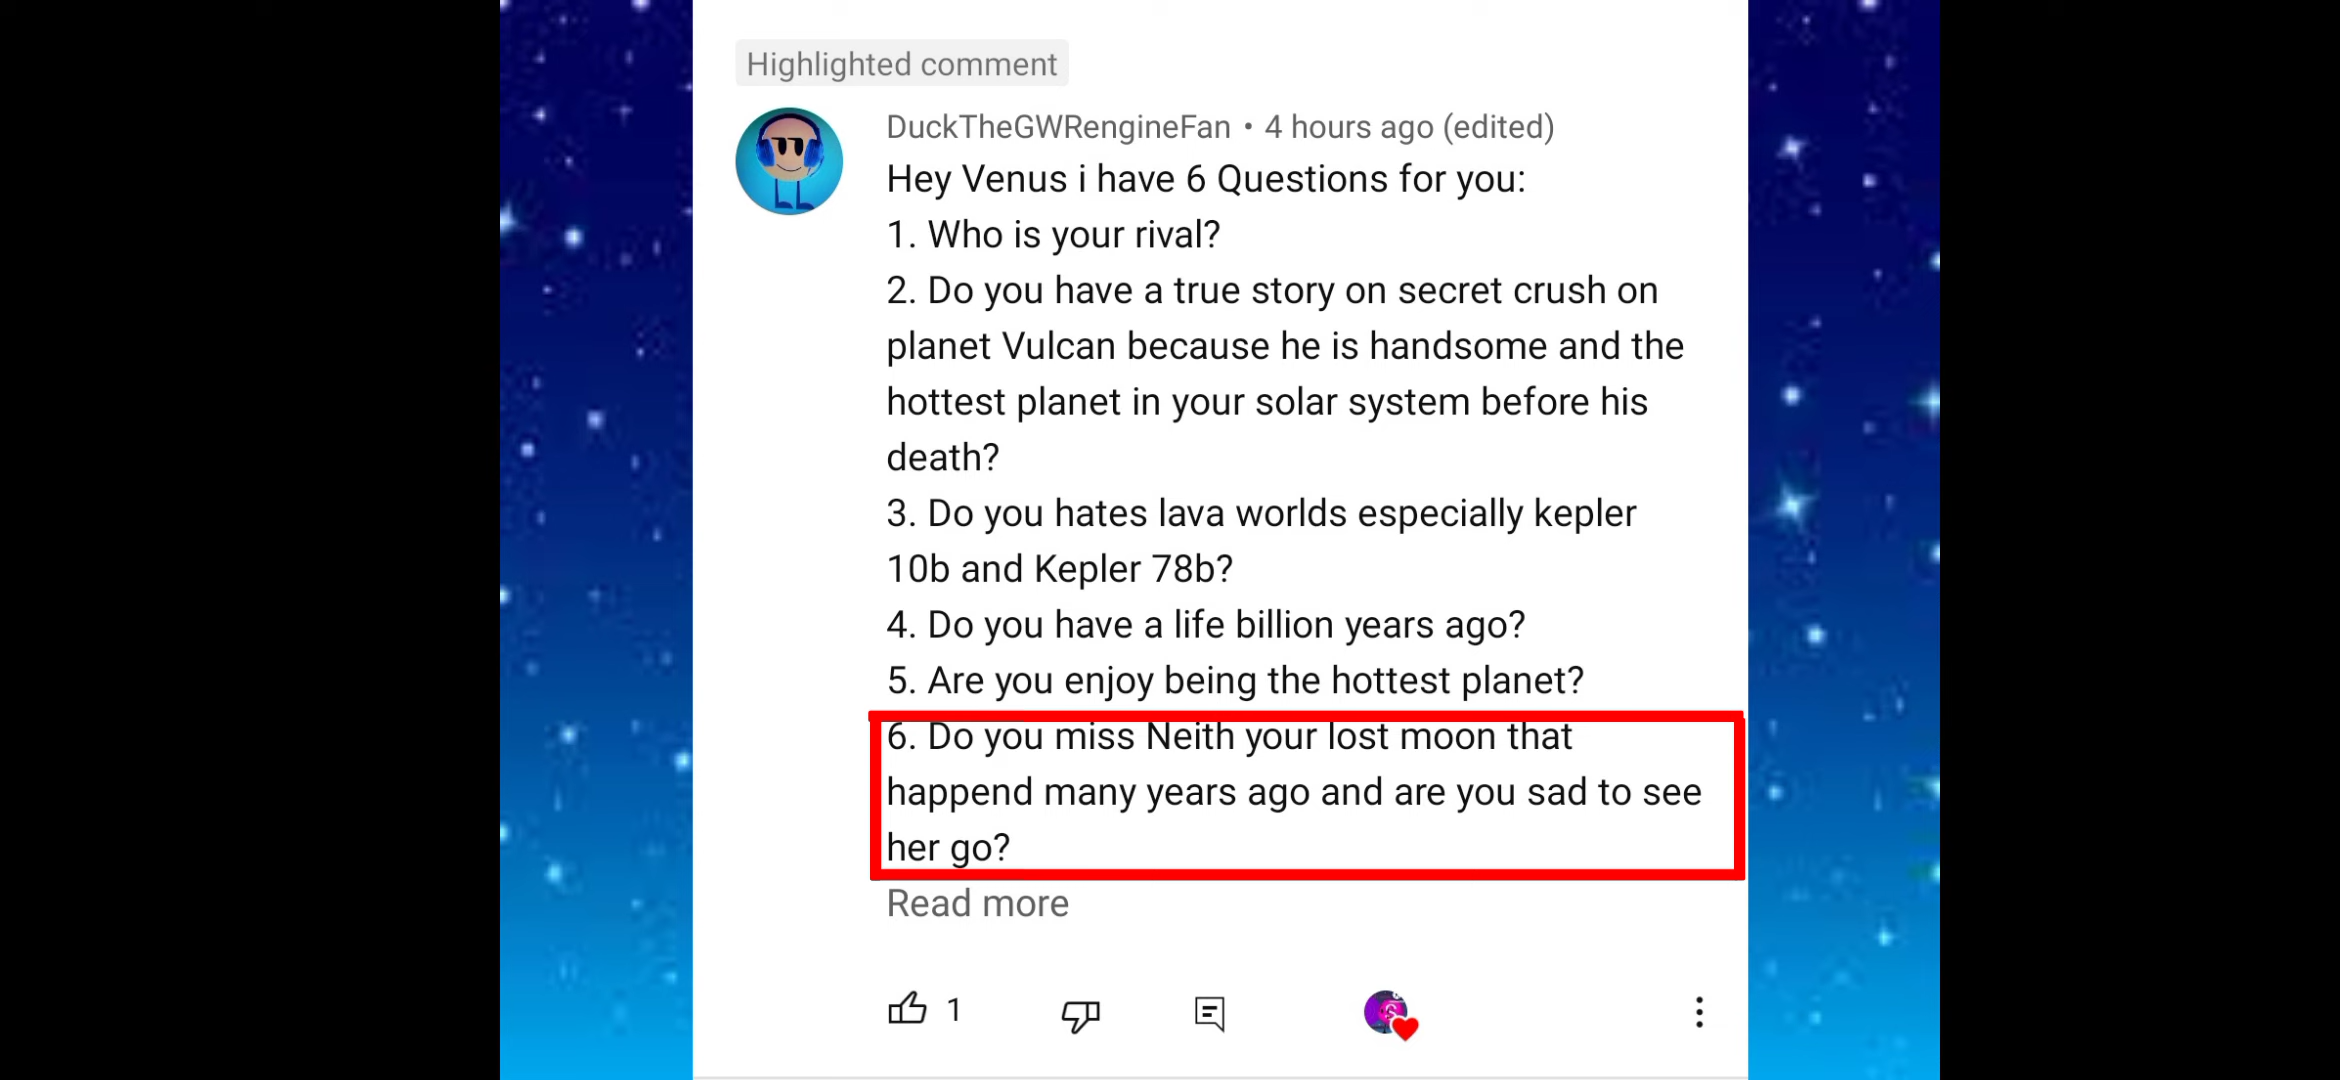 Highlighted comment
DuckTheGWRengineFan • 4 hours ago (edited)
Hey Venus i have 6 Questions for you:
1. Who is your rival?
2. Do you have a true story on secret crush on
planet Vulcan because he is handsome and the
hottest planet in your solar system before his
death?
3. Do you hates lava worlds especially kepler
10b and Kepler 78b?
4. Do you have a life billion years ago?
5. Are you enjoy being the hottest planet?
6. Do you miss Neith your lost moon that
happend many years ago and are you sad to see
her go?
Read more
1